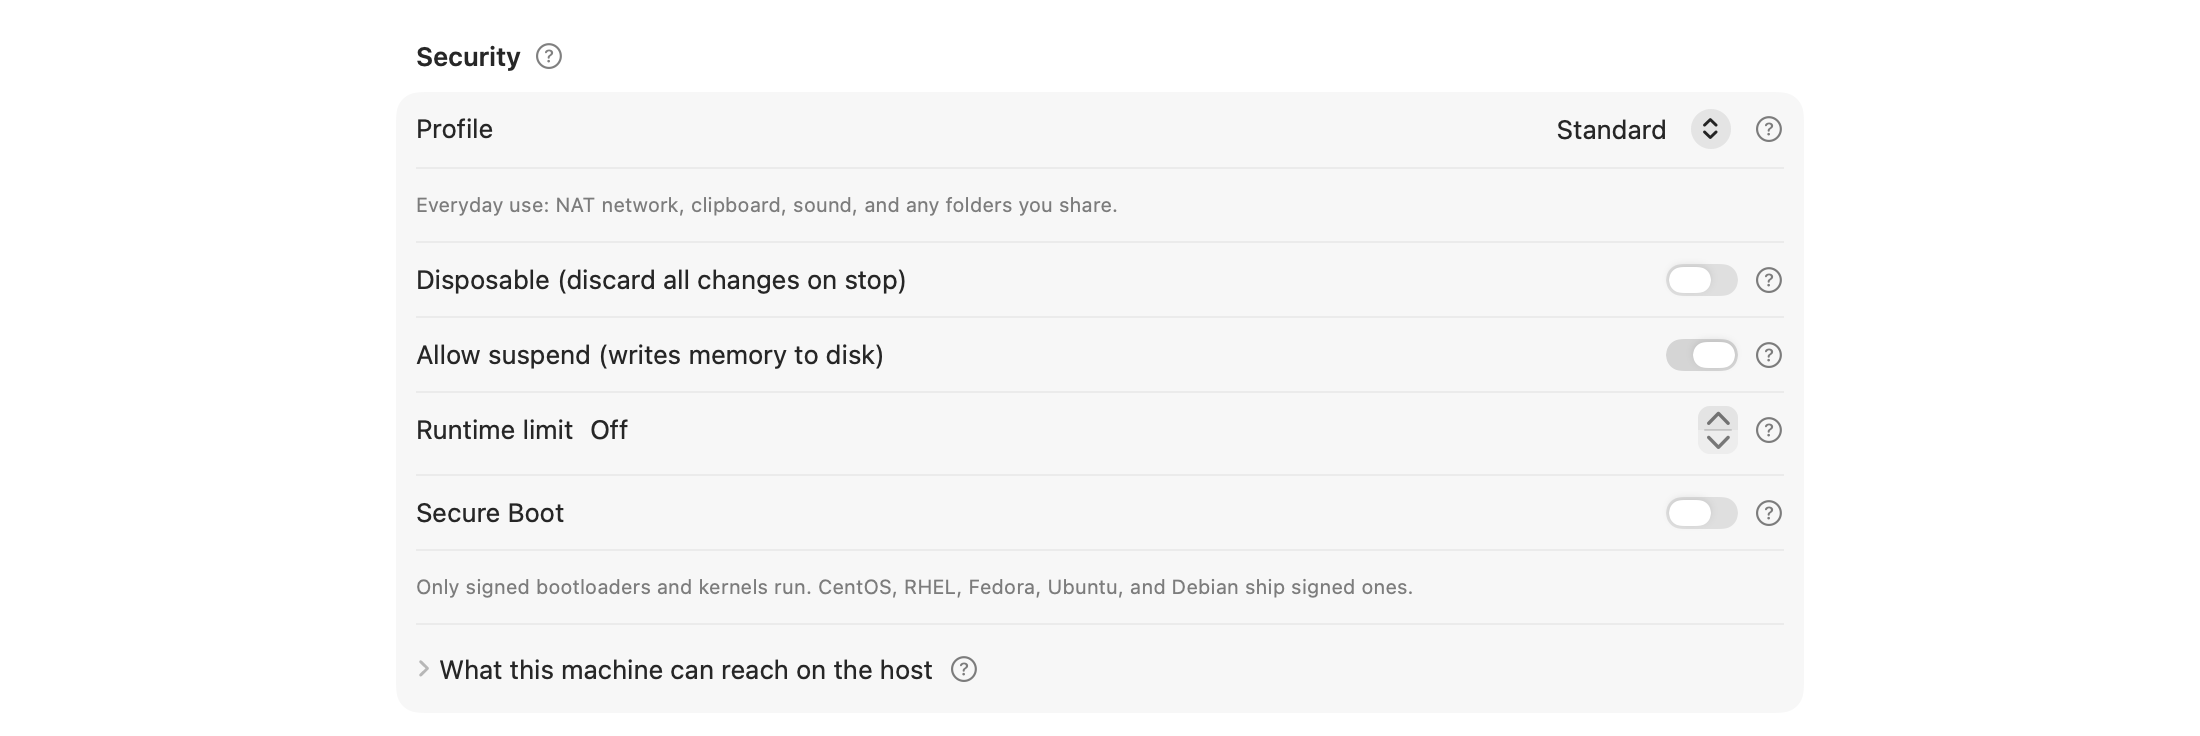 Security ?
Profile Standard ?
Everyday use: NAT network, clipboard, sound, and any folders you share.
Disposable (discard all changes on stop) ?
Allow suspend (writes memory to disk) ?
Runtime limit Off ?
Secure Boot ?
Only signed bootloaders and kernels run. CentOS, RHEL, Fedora, Ubuntu, and Debian ship signed ones.
What this machine can reach on the host ?